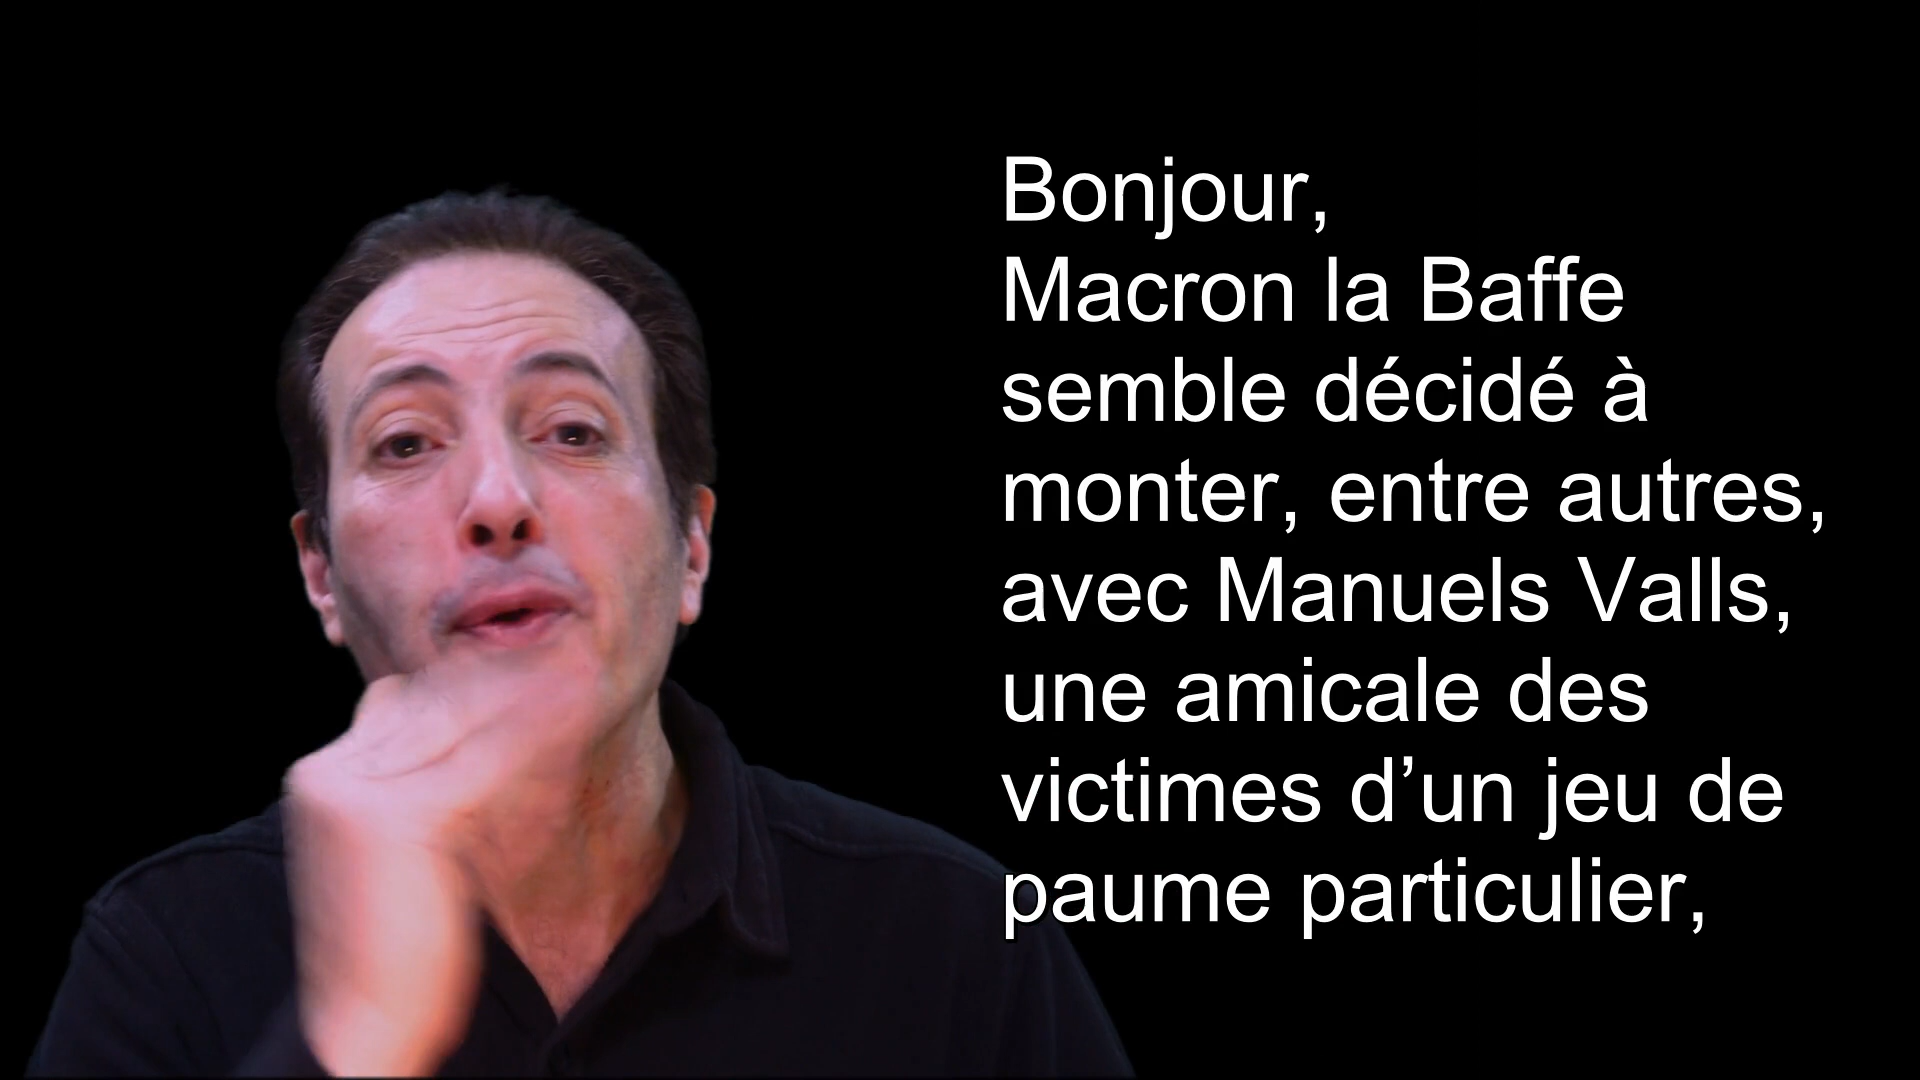 Bonjour,
Macron la Baffe
semble décidé à
monter, entre autres,
avec Manuels Valls,
une amicale des
victimes d’un jeu de
paume particulier,